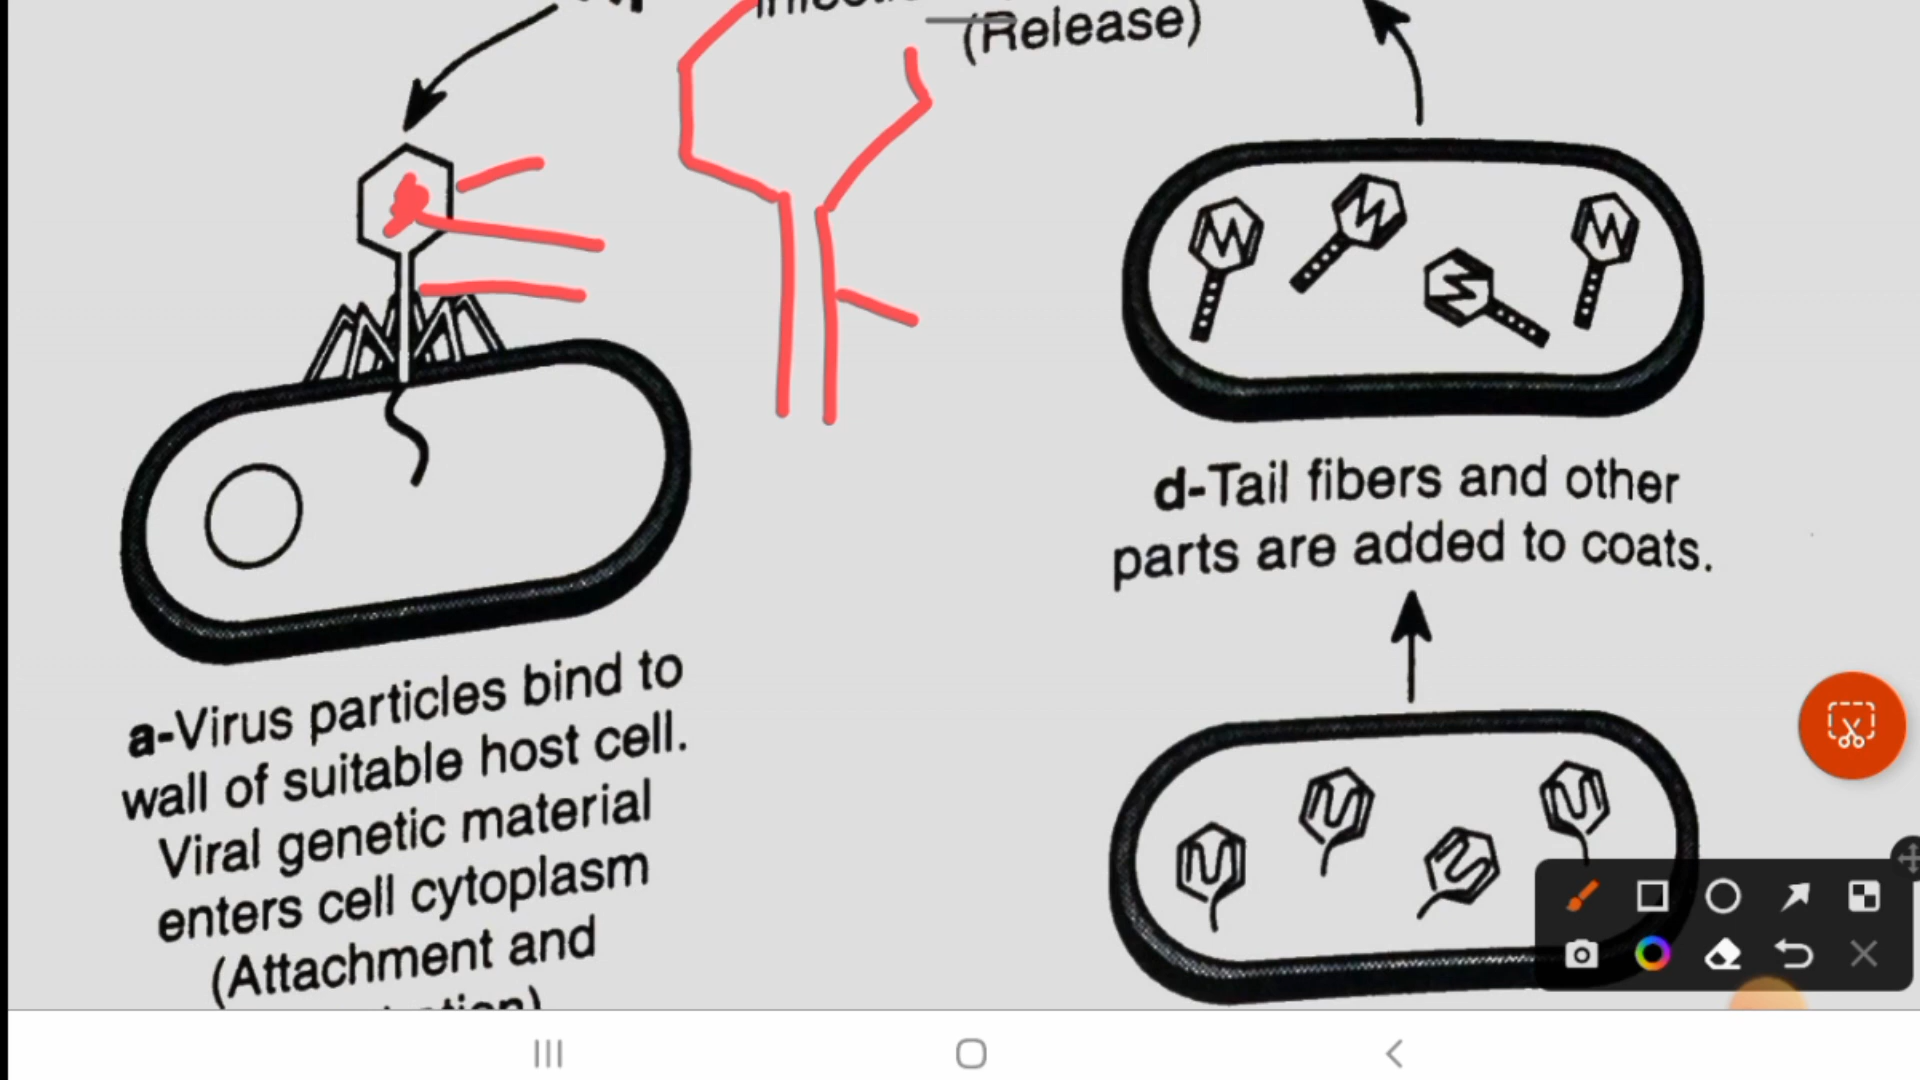 (Release)
a-Virus particles bind to
wall of suitable host cell.
Viral genetic material
enters cell cytoplasm
(Attachment and
d-Tail fibers and other
parts are added to coats.